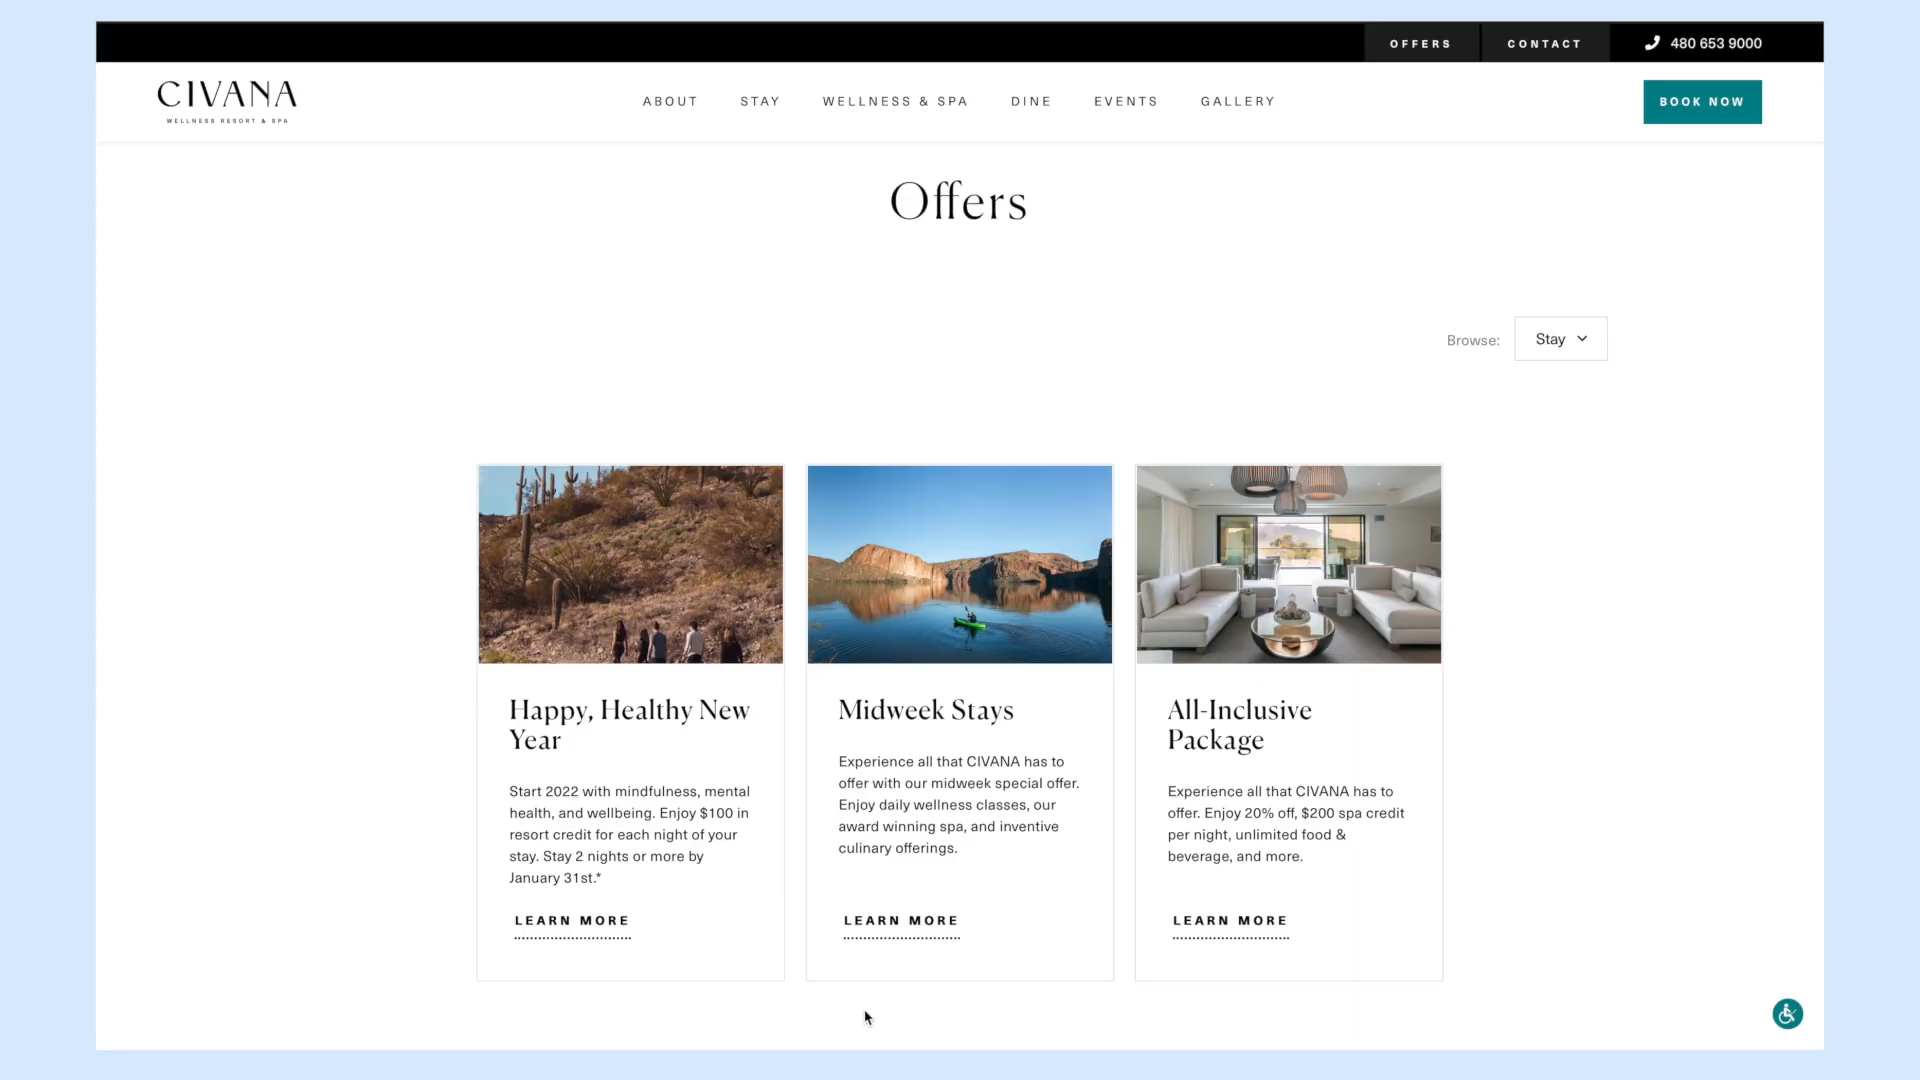 OFFERS
CONTACT
480 653 9000
CIVANA
WELLNESS RESORT & SPA
ABOUT
STAY
WELLNESS & SPA
DINE
EVENTS
GALLERY
BOOK NOW
Offers
Browse:
Stay
Happy, Healthy New
Year
Start 2022 with mindfulness, mental
health, and wellbeing. Enjoy $100 in
resort credit for each night of your
stay. Stay 2 nights or more by
January 31st.*
LEARN MORE
Midweek Stays
Experience all that CIVANA has to
offer with our midweek special offer.
Enjoy daily wellness classes, our
award winning spa, and inventive
culinary offerings.
LEARN MORE
All-Inclusive
Package
Experience all that CIVANA has to
offer. Enjoy 20% off, $200 spa credit
per night, unlimited food &
beverage, and more.
LEARN MORE